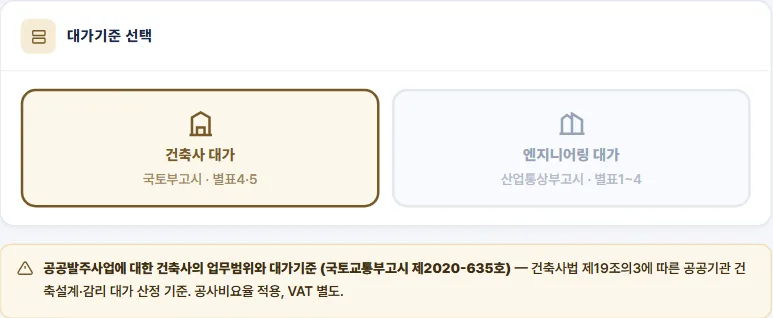 대가기준 선택
건축사 대가
국토부고시 · 별표4·5
엔지니어링 대가
산업통상부고시 · 별표1~4
공공발주사업에 대한 건축사의 업무범위와 대가기준 (국토교통부고시 제2020-635호) — 건축사법 제19조의3에 따른 공공기관 건
축설계·감리 대가 산정 기준. 공사비요율 적용, VAT 별도.